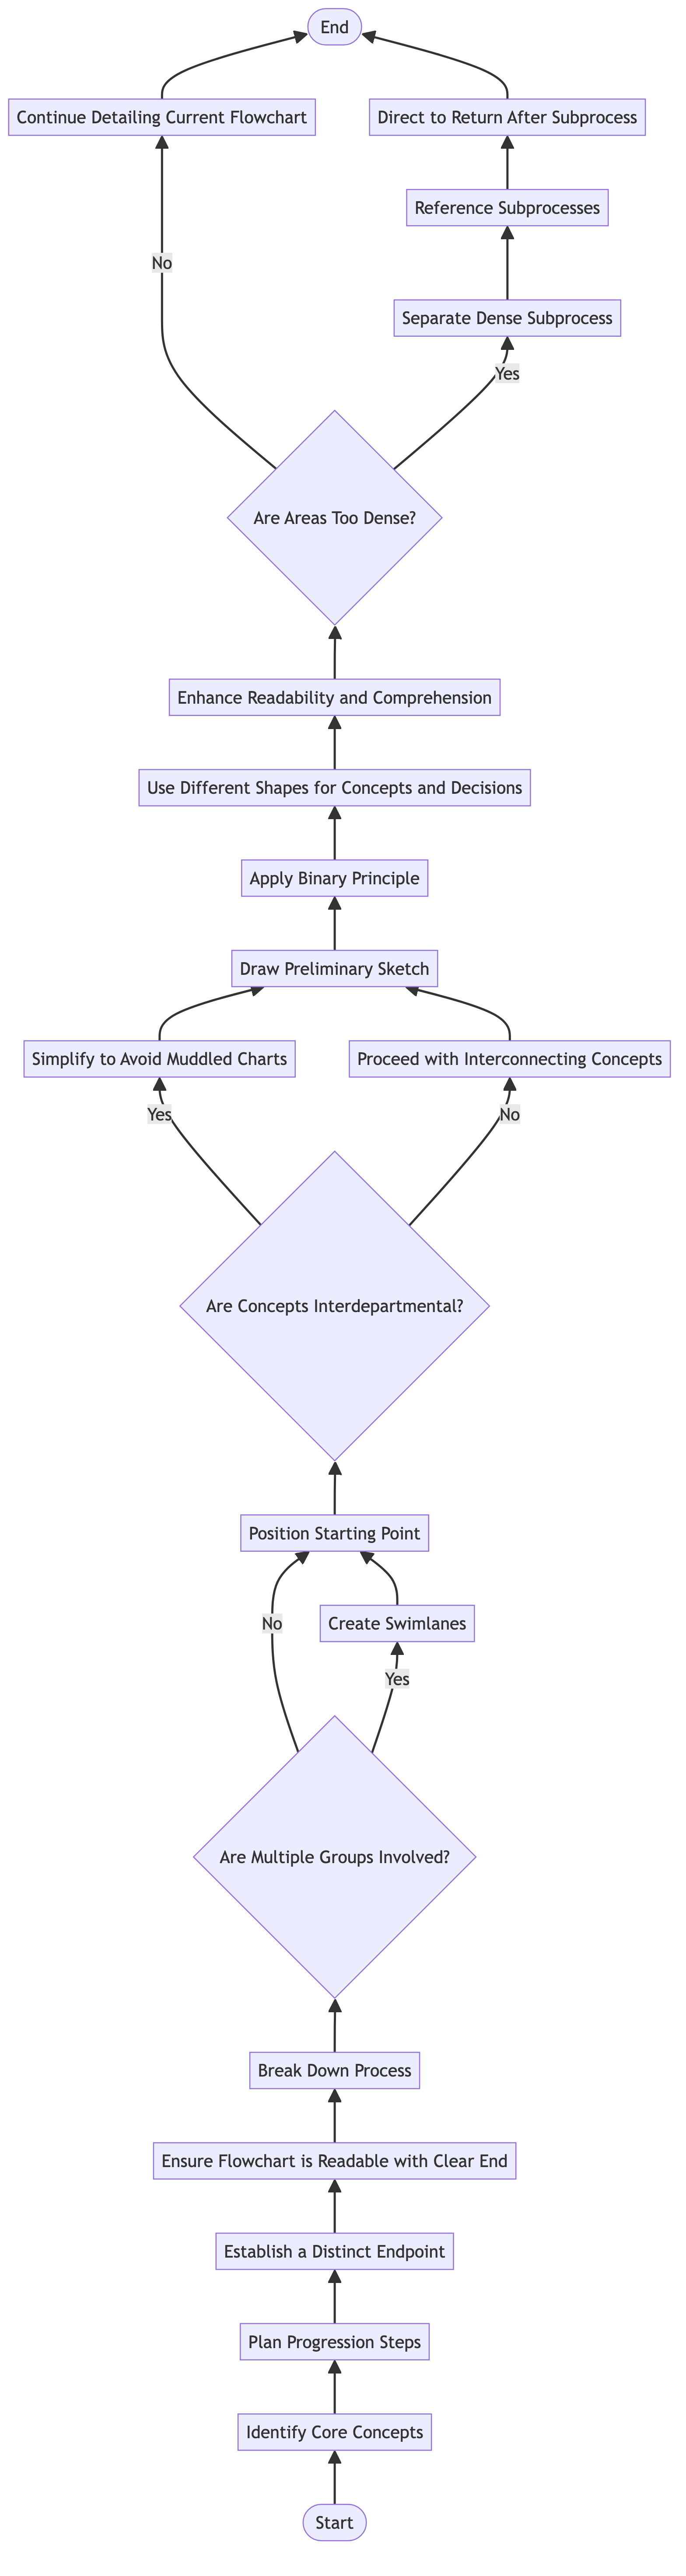 End
Continue Detailing Current Flowchart
Direct to Return After Subprocess
Reference Subprocesses
No
Separate Dense Subprocess
Yes
Are Areas Too Dense?
Enhance Readability and Comprehension
Use Different Shapes for Concepts and Decisions
Apply Binary Principle
Draw Preliminary Sketch
Simplify to Avoid Muddled Charts
Proceed with Interconnecting Concepts
Yes
No
Are Concepts Interdepartmental?
Position Starting Point
No
Create Swimlanes
Yes
Are Multiple Groups Involved?
Break Down Process
Ensure Flowchart is Readable with Clear End
Establish a Distinct Endpoint
Plan Progression Steps
Identify Core Concepts
Start